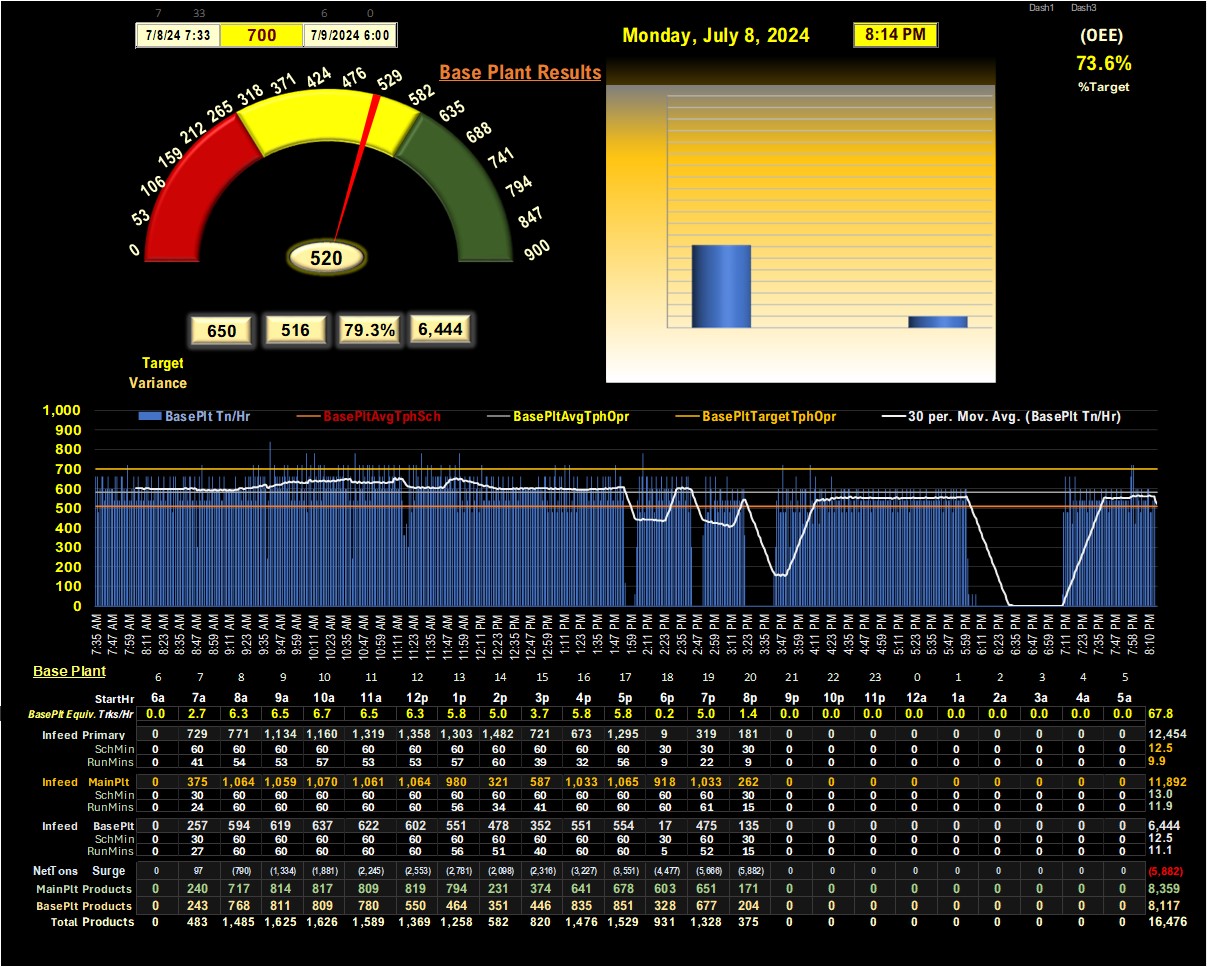 7 33 6 0 Dash1 Dash3
7/8/24 7:33 700 7/9/2024 6:00 Monday, July 8, 2024 8:14 PM (OEE)
73.6%
%Target
Base Plant Results
0 53 106 159 212 265 318 371 424 476 529 582 635 688 741 794 847 900
520
650 516 79.3% 6,444
Target
Variance
BasePlt Tn/Hr BasePltAvgTphSch BasePltAvgTphOpr BasePltTargetTphOpr 30 per. Mov. Avg. (BasePlt Tn/Hr)
1,000
900
800
700
600
500
400
300
200
100
0
7:35 AM 7:47 AM 7:59 AM 8:11 AM 8:23 AM 8:35 AM 8:47 AM 8:59 AM 9:11 AM 9:23 AM 9:35 AM 9:47 AM 9:59 AM 10:11 AM 10:23 AM 10:35 AM 10:47 AM 10:59 AM 11:11 AM 11:23 AM 11:35 AM 11:47 AM 11:59 AM 12:11 PM 12:23 PM 12:35 PM 12:47 PM 12:59 PM 1:11 PM 1:23 PM 1:35 PM 1:47 PM 1:59 PM 2:11 PM 2:23 PM 2:35 PM 2:47 PM 2:59 PM 3:11 PM 3:23 PM 3:35 PM 3:47 PM 3:59 PM 4:11 PM 4:23 PM 4:35 PM 4:47 PM 4:59 PM 5:11 PM 5:23 PM 5:35 PM 5:47 PM 5:59 PM 6:11 PM 6:23 PM 6:35 PM 6:47 PM 6:59 PM 7:11 PM 7:23 PM 7:35 PM 7:47 PM 7:58 PM 8:10 PM
Base Plant
6 7 8 9 10 11 12 13 14 15 16 17 18 19 20 21 22 23 0 1 2 3 4 5
StartHr 6a 7a 8a 9a 10a 11a 12p 1p 2p 3p 4p 5p 6p 7p 8p 9p 10p 11p 12a 1a 2a 3a 4a 5a
BasePlt Equiv. Trks/Hr 0.0 2.7 6.3 6.5 6.7 6.5 6.3 5.8 5.0 3.7 5.8 5.8 0.2 5.0 1.4 0.0 0.0 0.0 0.0 0.0 0.0 0.0 0.0 0.0 67.8
Infeed Primary 0 729 771 1,134 1,160 1,319 1,358 1,303 1,482 721 673 1,295 9 319 181 0 0 0 0 0 0 0 0 0 12,454
SchMin 0 60 60 60 60 60 60 60 60 60 60 60 30 30 30 0 0 0 0 0 0 0 0 0 12.5
RunMins 0 41 54 53 57 53 53 57 60 39 32 56 9 22 9 0 0 0 0 0 0 0 0 0 9.9
Infeed MainPlt 0 375 1,064 1,059 1,070 1,061 1,064 980 321 587 1,033 1,065 918 1,033 262 0 0 0 0 0 0 0 0 0 11,892
SchMin 0 30 60 60 60 60 60 60 60 60 60 60 60 60 30 0 0 0 0 0 0 0 0 0 13.0
RunMins 0 24 60 60 60 60 60 56 34 41 60 60 60 61 15 0 0 0 0 0 0 0 0 0 11.9
Infeed BasePlt 0 257 594 619 637 622 602 551 478 352 551 554 17 475 135 0 0 0 0 0 0 0 0 0 6,444
SchMin 0 30 60 60 60 60 60 60 60 60 60 60 30 60 30 0 0 0 0 0 0 0 0 0 12.5
RunMins 0 27 60 60 60 60 60 56 51 40 60 60 5 52 15 0 0 0 0 0 0 0 0 0 11.1
NetTons Surge 0 97 (790) (1,334) (1,881) (2,245) (2,553) (2,781) (2,098) (2,316) (3,227) (3,551) (4,477) (5,666) (5,882) 0 0 0 0 0 0 0 0 0 (5,882)
MainPlt Products 0 240 717 814 817 809 819 794 231 374 641 678 603 651 171 0 0 0 0 0 0 0 0 0 8,359
BasePlt Products 0 243 768 811 809 780 550 464 351 446 835 851 328 677 204 0 0 0 0 0 0 0 0 0 8,117
Total Products 0 483 1,485 1,625 1,626 1,589 1,369 1,258 582 820 1,476 1,529 931 1,328 375 0 0 0 0 0 0 0 0 0 16,476